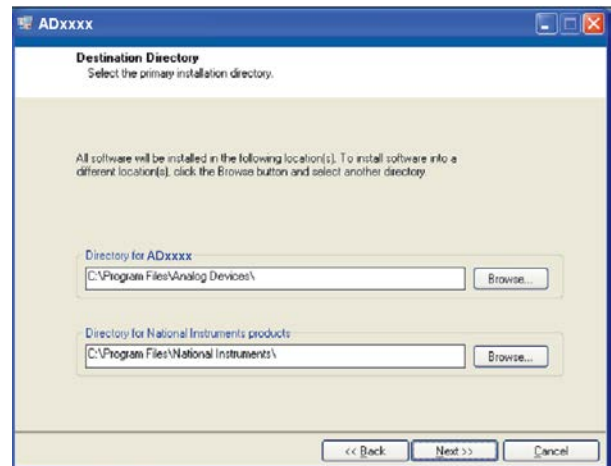 ADxxxx
Destination Directory
Select the primary installation directory.
All software will be installed in the following location(s). To install software into a
different location(s), click the Browse button and select another directory.
Directory for ADxxxx
C:\Program Files\Analog Devices\
Browse...
Directory for National Instruments products
C:\Program Files\National Instruments\
Browse...
<< Back
Next >>
Cancel